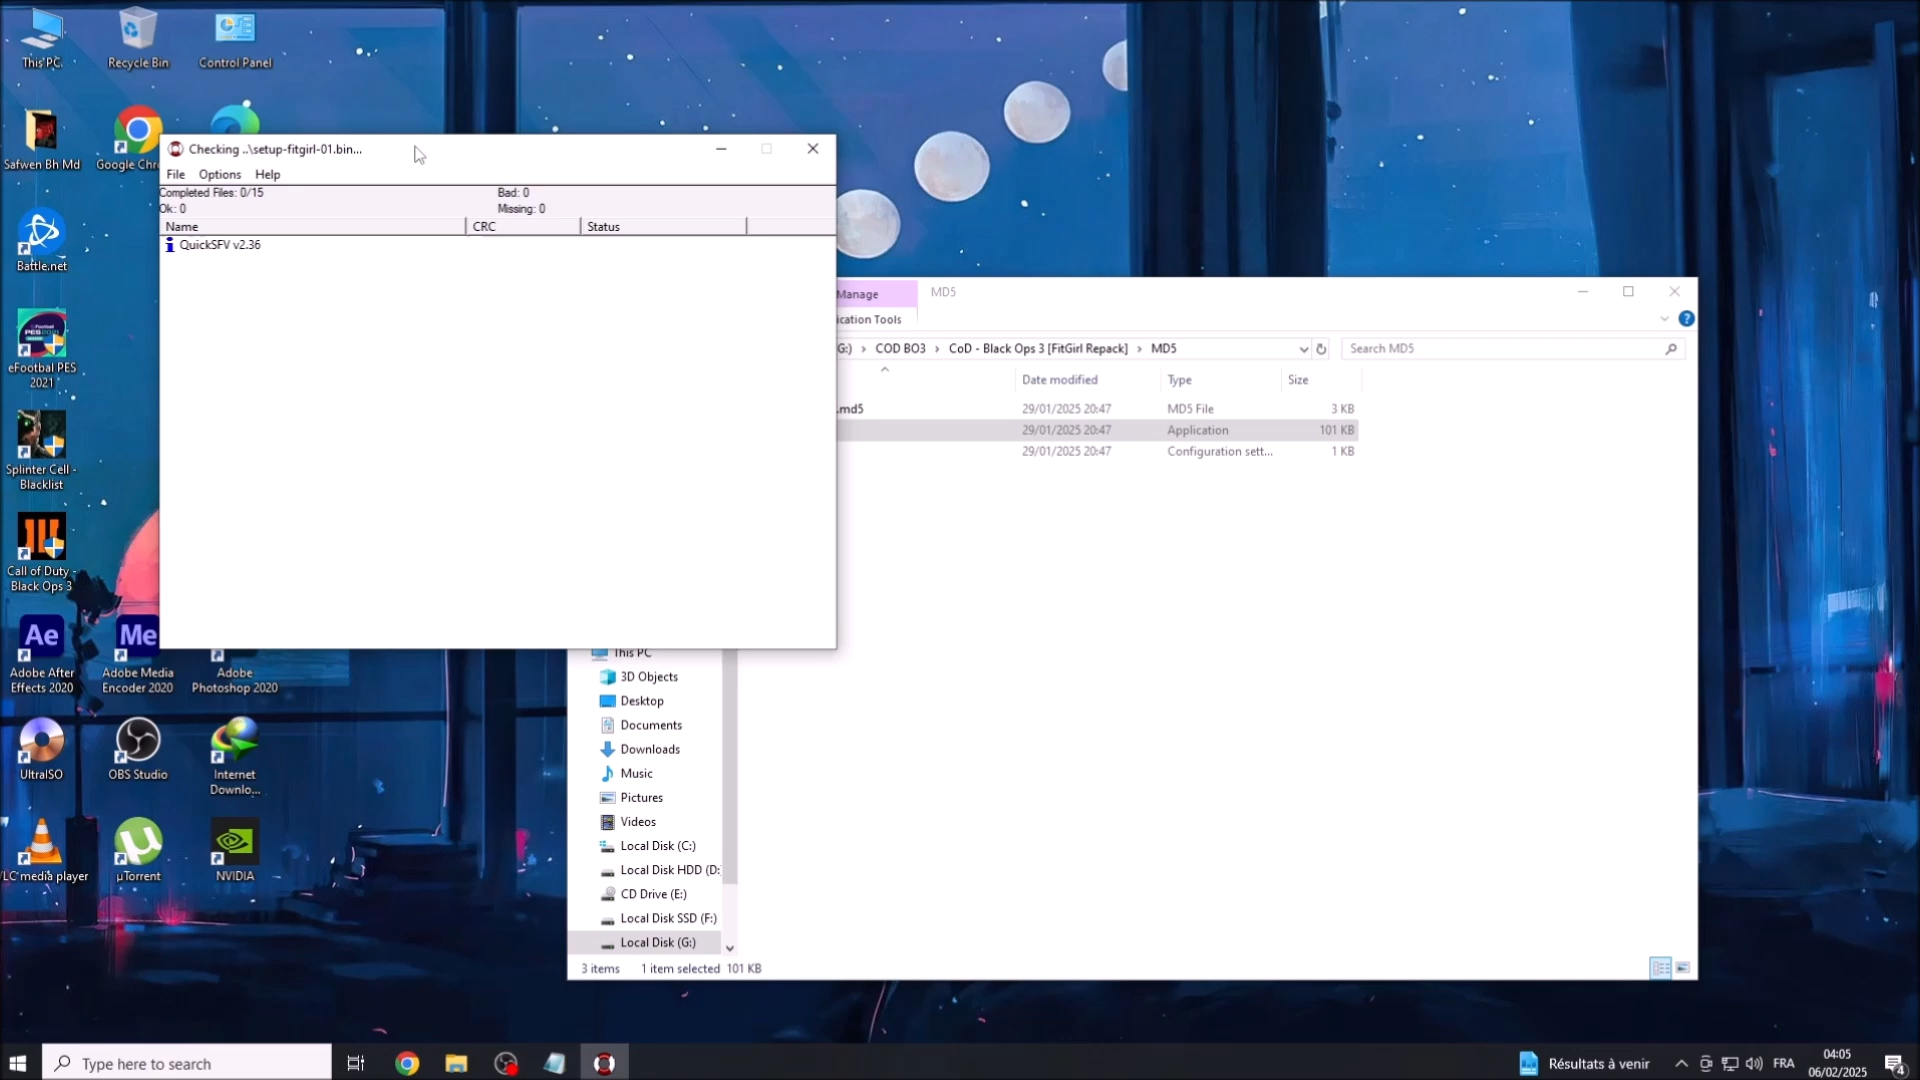 This PC
Recycle Bin
Control Panel
Safwen Bh Md
Google Chr
Battle.net
eFootbal PES
2021
Splinter Cell -
Blacklist
Call of Duty -
Black Ops 3
Ae
Me
Adobe After
Effects 2020
Adobe Media
Encoder 2020
Adobe
Photoshop 2020
UltraISO
OBS Studio
Internet
Downlo...
LC media player
µTorrent
NVIDIA
Checking ..\setup-fitgirl-01.bin...
File
Options
Help
Completed Files: 0/15
Bad: 0
Ok: 0
Missing: 0
Name
CRC
Status
QuickSFV v2.36
Manage
MD5
ication Tools
G:) › COD BO3 › CoD - Black Ops 3 [FitGirl Repack] › MD5
Search MD5
Date modified
Type
Size
.md5
29/01/2025 20:47
MD5 File
3 KB
29/01/2025 20:47
Application
101 KB
29/01/2025 20:47
Configuration sett...
1 KB
This PC
3D Objects
Desktop
Documents
Downloads
Music
Pictures
Videos
Local Disk (C:)
Local Disk HDD (D:
CD Drive (E:)
Local Disk SSD (F:)
Local Disk (G:)
3 items
1 item selected 101 KB
Type here to search
Résultats à venir
FRA
04:05
06/02/2025
4